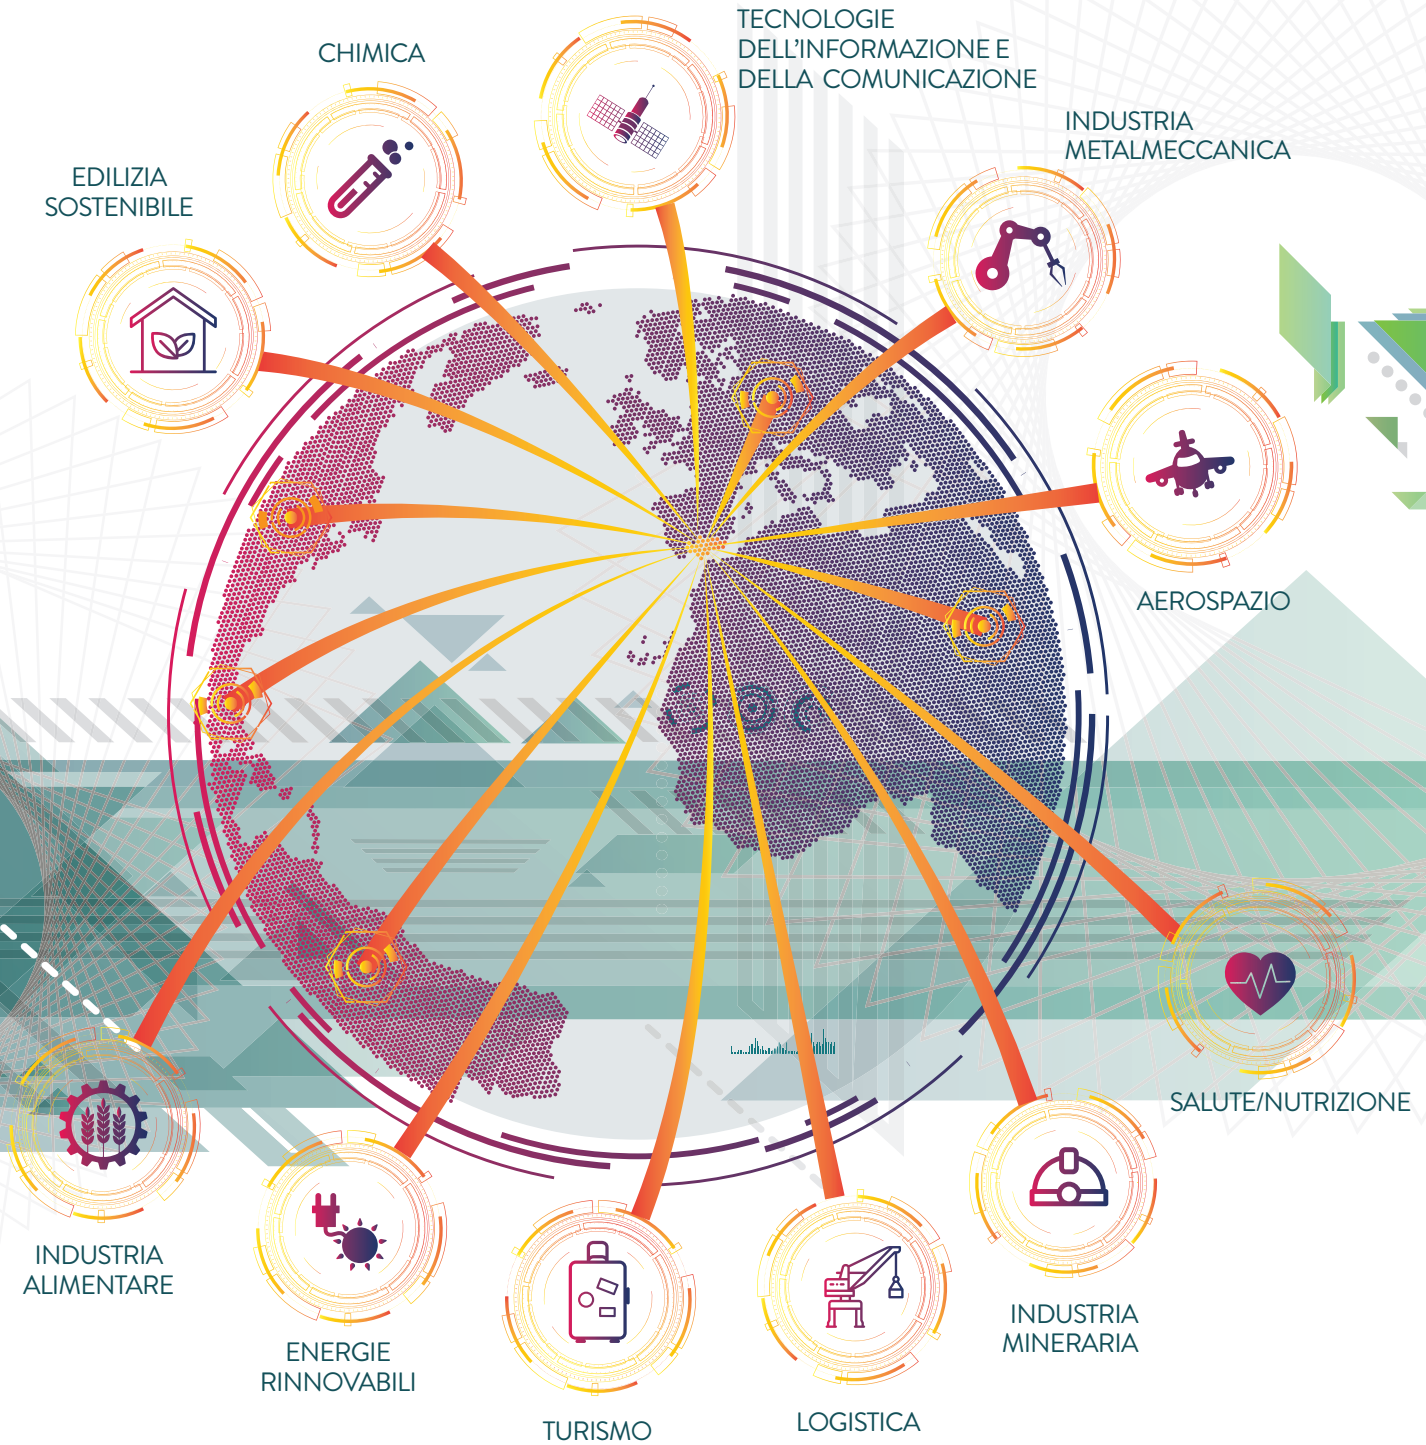 TECNOLOGIE
DELL'INFORMAZIONE E
DELLA COMUNICAZIONE
CHIMICA
INDUSTRIA
METALMECCANICA
EDILIZIA
SOSTENIBILE
AEROSPAZIO
SALUTE/NUTRIZIONE
INDUSTRIA
ALIMENTARE
INDUSTRIA
MINERARIA
ENERGIE
RINNOVABILI
LOGISTICA
TURISMO